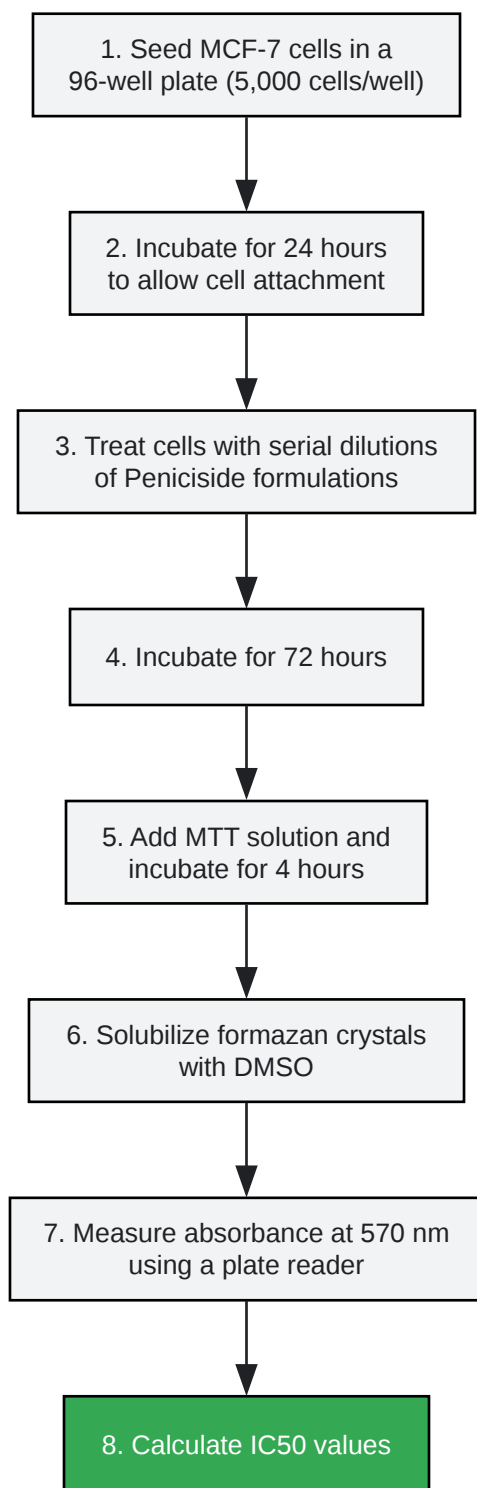 1. Seed MCF-7 cells in a
96-well plate (5,000 cells/well)
2. Incubate for 24 hours
to allow cell attachment
3. Treat cells with serial dilutions
of Peniciside formulations
4. Incubate for 72 hours
5. Add MTT solution and
incubate for 4 hours
6. Solubilize formazan crystals
with DMSO
7. Measure absorbance at 570 nm
using a plate reader
8. Calculate IC50 values